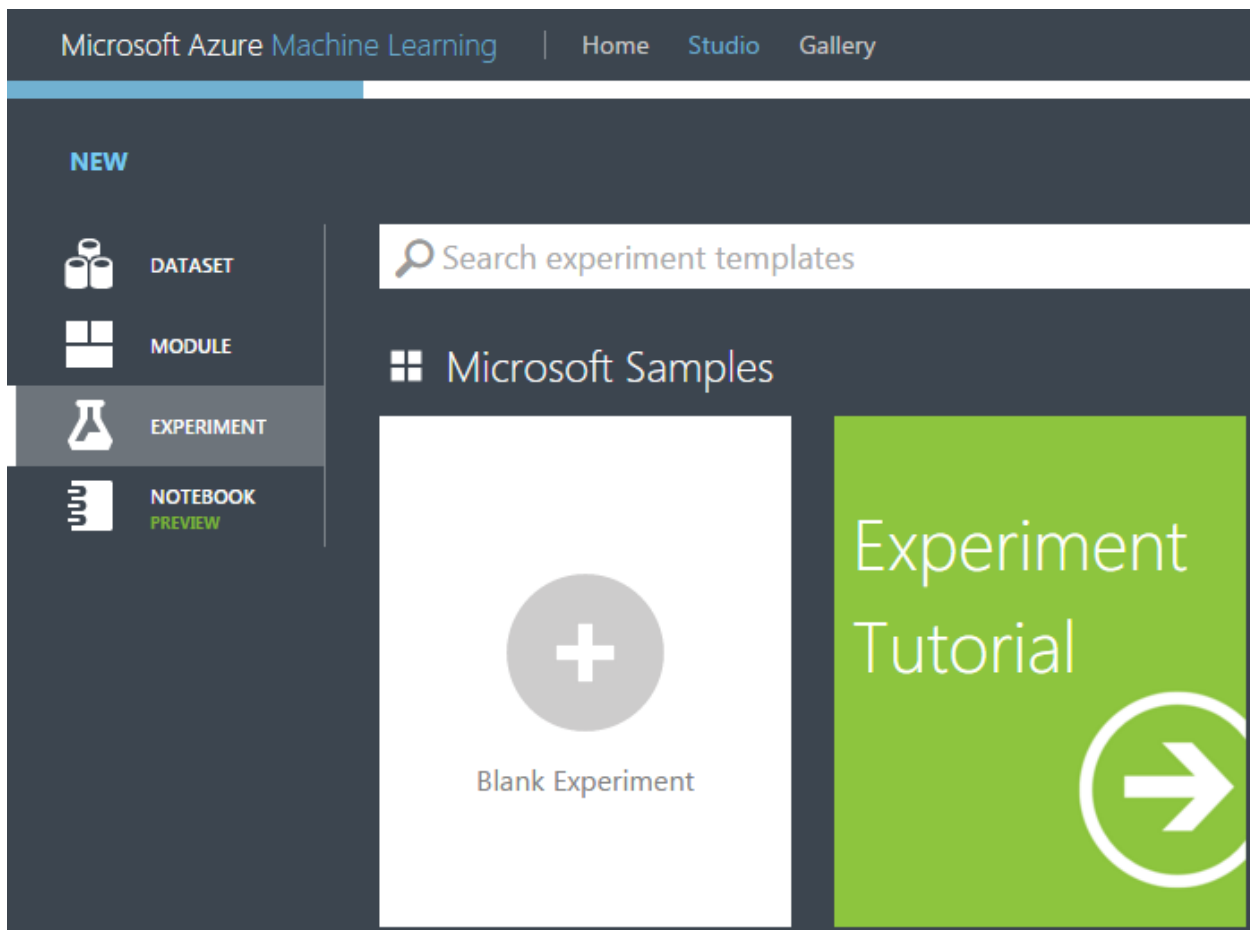 Microsoft Azure Machine Learning | Home Studio Gallery
NEW
DATASET
MODULE
EXPERIMENT
NOTEBOOK
PREVIEW
Search experiment templates
Microsoft Samples
Blank Experiment
Experiment
Tutorial